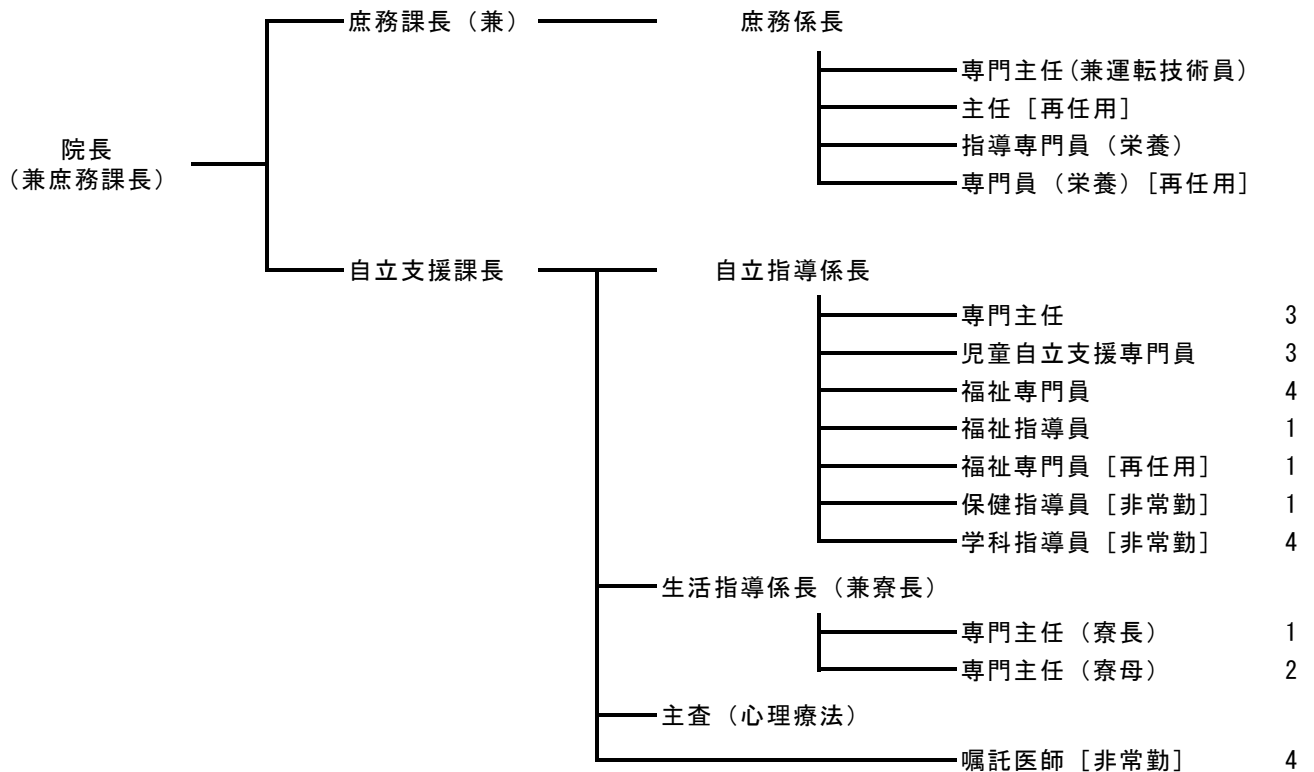 庶務課長（兼） 庶務係長
専門主任(兼運転技術員)
主任［再任用］
院長
（兼庶務課長）
指導専門員（栄養）
専門員（栄養）［再任用］
自立支援課長 自立指導係長
専門主任 3
児童自立支援専門員 3
福祉専門員 4
福祉指導員 1
福祉専門員［再任用］ 1
保健指導員［非常勤］ 1
学科指導員［非常勤］ 4
生活指導係長（兼寮長）
専門主任（寮長） 1
専門主任（寮母） 2
主査（心理療法）
嘱託医師［非常勤］ 4